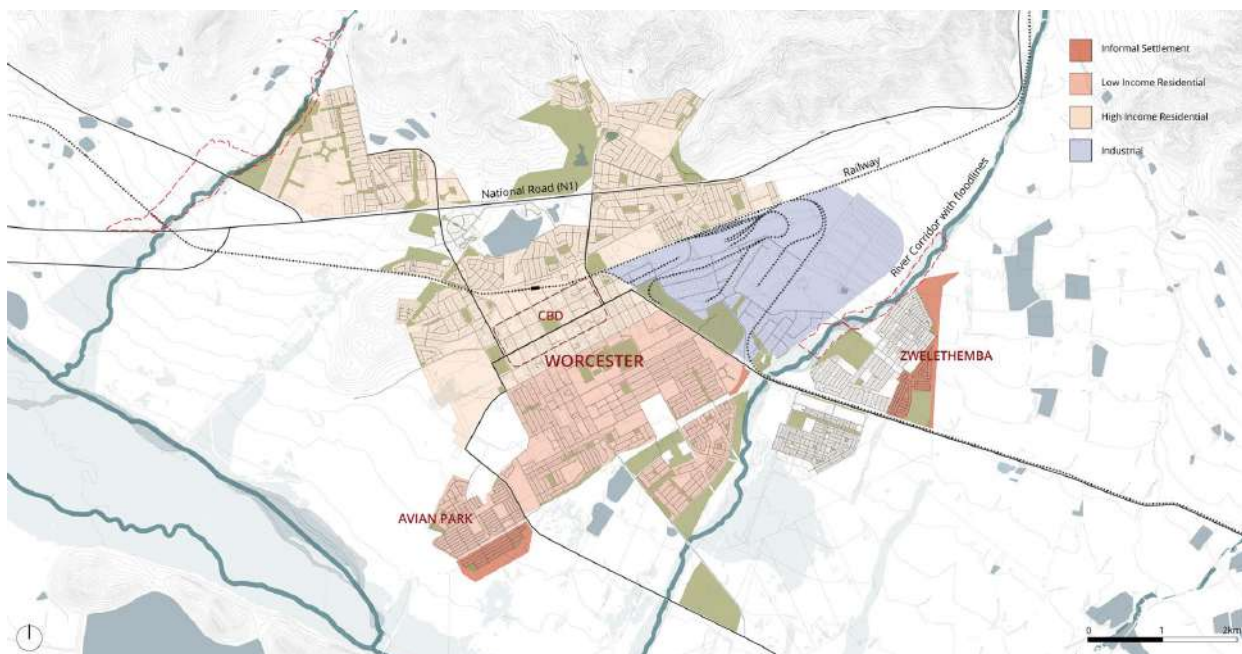 Informal Settlement
Low Income Residential
High Income Residential
Industrial
Railway
National Road (N1)
River Corridor with floodlines
CBD
WORCESTER
ZWELETHEMBA
AVIAN PARK
0 1 2km